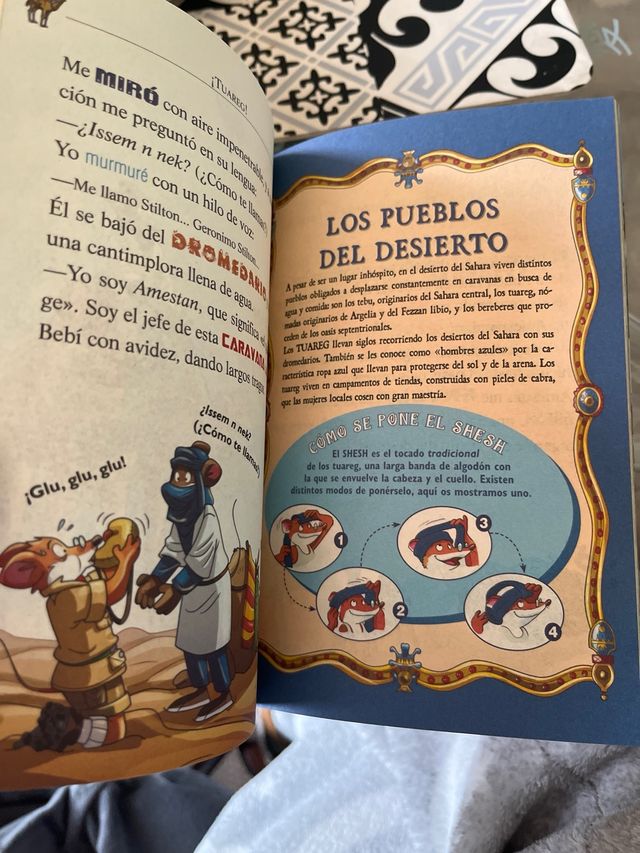 ¡TUAREG!
Me MIRÓ con aire impenetrable,
ción me preguntó en su lengua:
—¿Issem n nek? (¿Cómo te llamas?)
Yo murmuré con un hilo de voz:
—Me llamo Stilton... Geronimo Stilton.
Él se bajó del DROMEDARIO
una cantimplora llena de agua.
—Yo soy Amestan, que significa
ge». Soy el jefe de esta CARAVANA
Bebí con avidez, dando largos tragos
¿Issem n nek?
(¿Cómo te llamas?)
¡Glu, glu, glu!
LOS PUEBLOS
DEL DESIERTO
A pesar de ser un lugar inhóspito, en el desierto del Sahara viven distintos
pueblos obligados a desplazarse constantemente en caravanas en busca de
agua y comida: son los tebu, originarios del Sahara central, los tuareg, nó-
madas originarios de Argelia y del Fezzan libio, y los bereberes que pro-
ceden de los oasis septentrionales.
Los TUAREG llevan siglos recorriendo los desiertos del Sahara con sus
dromedarios. También se les conoce como «hombres azules» por la ca-
racterística ropa azul que llevan para protegerse del sol y de la arena. Los
tuareg viven en campamentos de tiendas, construidas con pieles de cabra,
que las mujeres locales cosen con gran maestría.
CÓMO SE PONE EL SHESH
El SHESH es el tocado tradicional
de los tuareg, una larga banda de algodón con
la que se envuelve la cabeza y el cuello. Existen
distintos modos de ponérselo, aquí os mostramos uno.
1
2
3
4